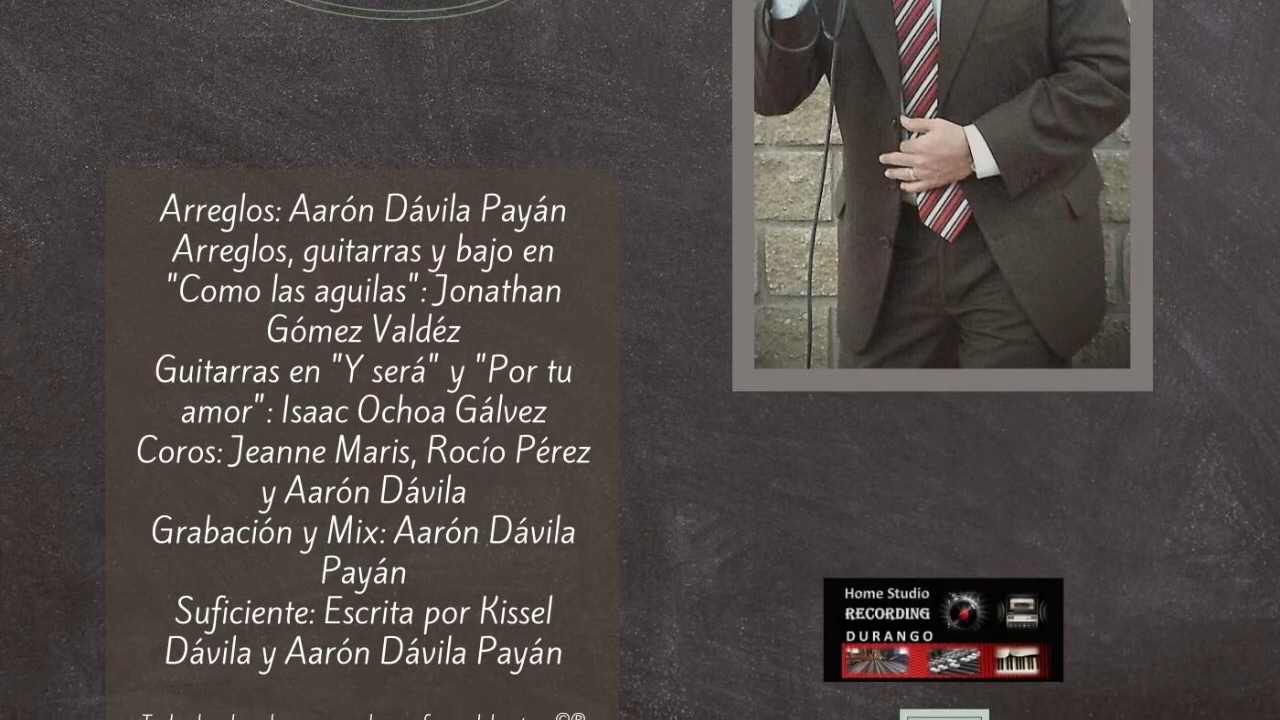 Arreglos: Aarón Dávila Payán
Arreglos, guitarras y bajo en
"Como las aguilas": Jonathan
Gómez Valdéz
Guitarras en "Y será" y "Por tu
amor": Isaac Ochoa Gálvez
Coros: Jeanne Maris, Rocío Pérez
y Aarón Dávila
Grabación y Mix: Aarón Dávila
Payán
Suficiente: Escrita por Kissel
Dávila y Aarón Dávila Payán
Home Studio
RECORDING
DURANGO